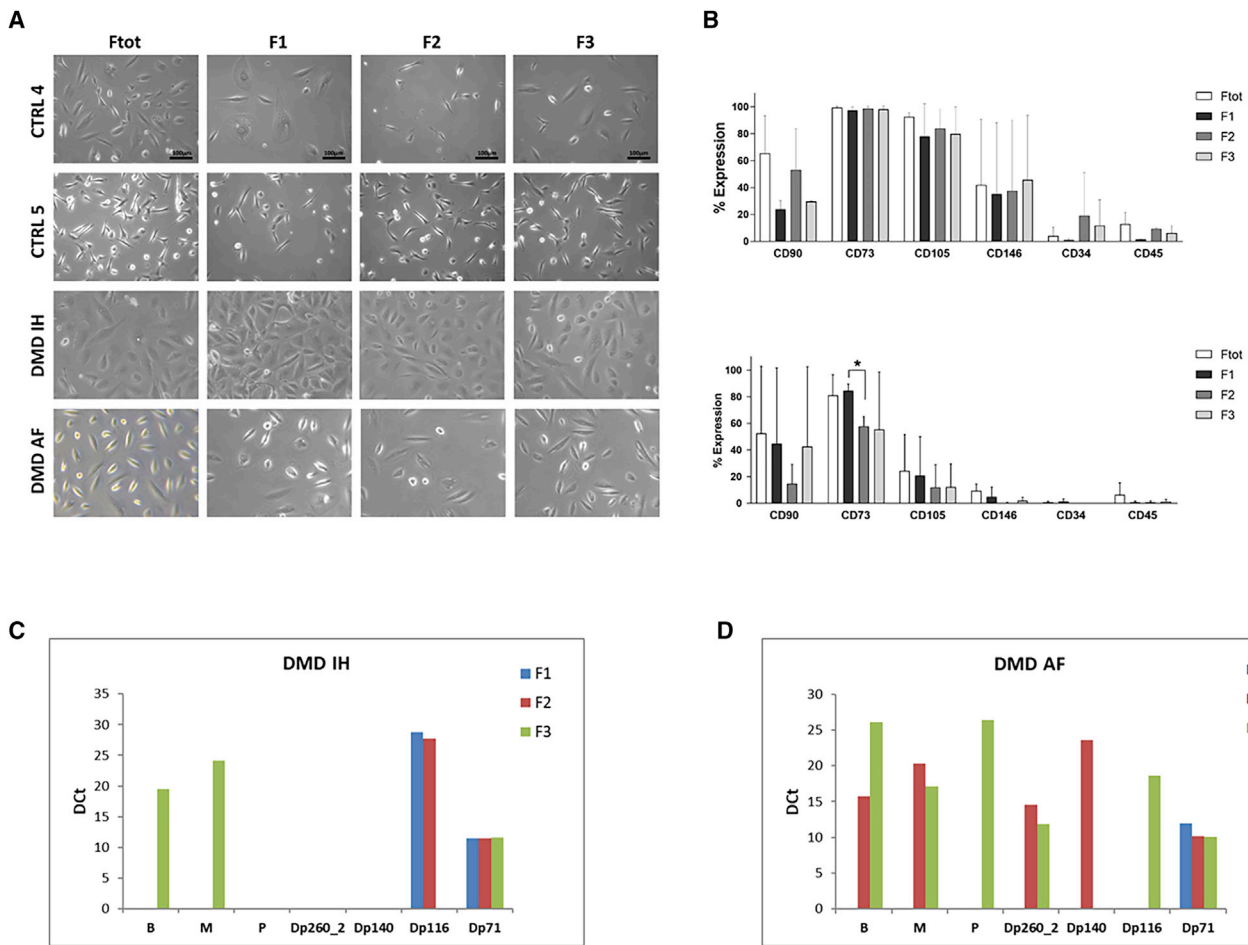 A
Ftot F1 F2 F3
CTRL 4
100µm 100µm 100µm 100µm
CTRL 5
DMD IH
DMD AF
B
% Expression
100
80
60
40
20
0
CD90 CD73 CD105 CD146 CD34 CD45
Ftot
F1
F2
F3
% Expression
100
80
60
40
20
0
*
CD90 CD73 CD105 CD146 CD34 CD45
Ftot
F1
F2
F3
C
DMD IH
F1
F2
F3
DCt
35
30
25
20
15
10
5
0
B M P Dp260_2 Dp140 Dp116 Dp71
D
DMD AF
DCt
30
25
20
15
10
5
0
B M P Dp260_2 Dp140 Dp116 Dp71